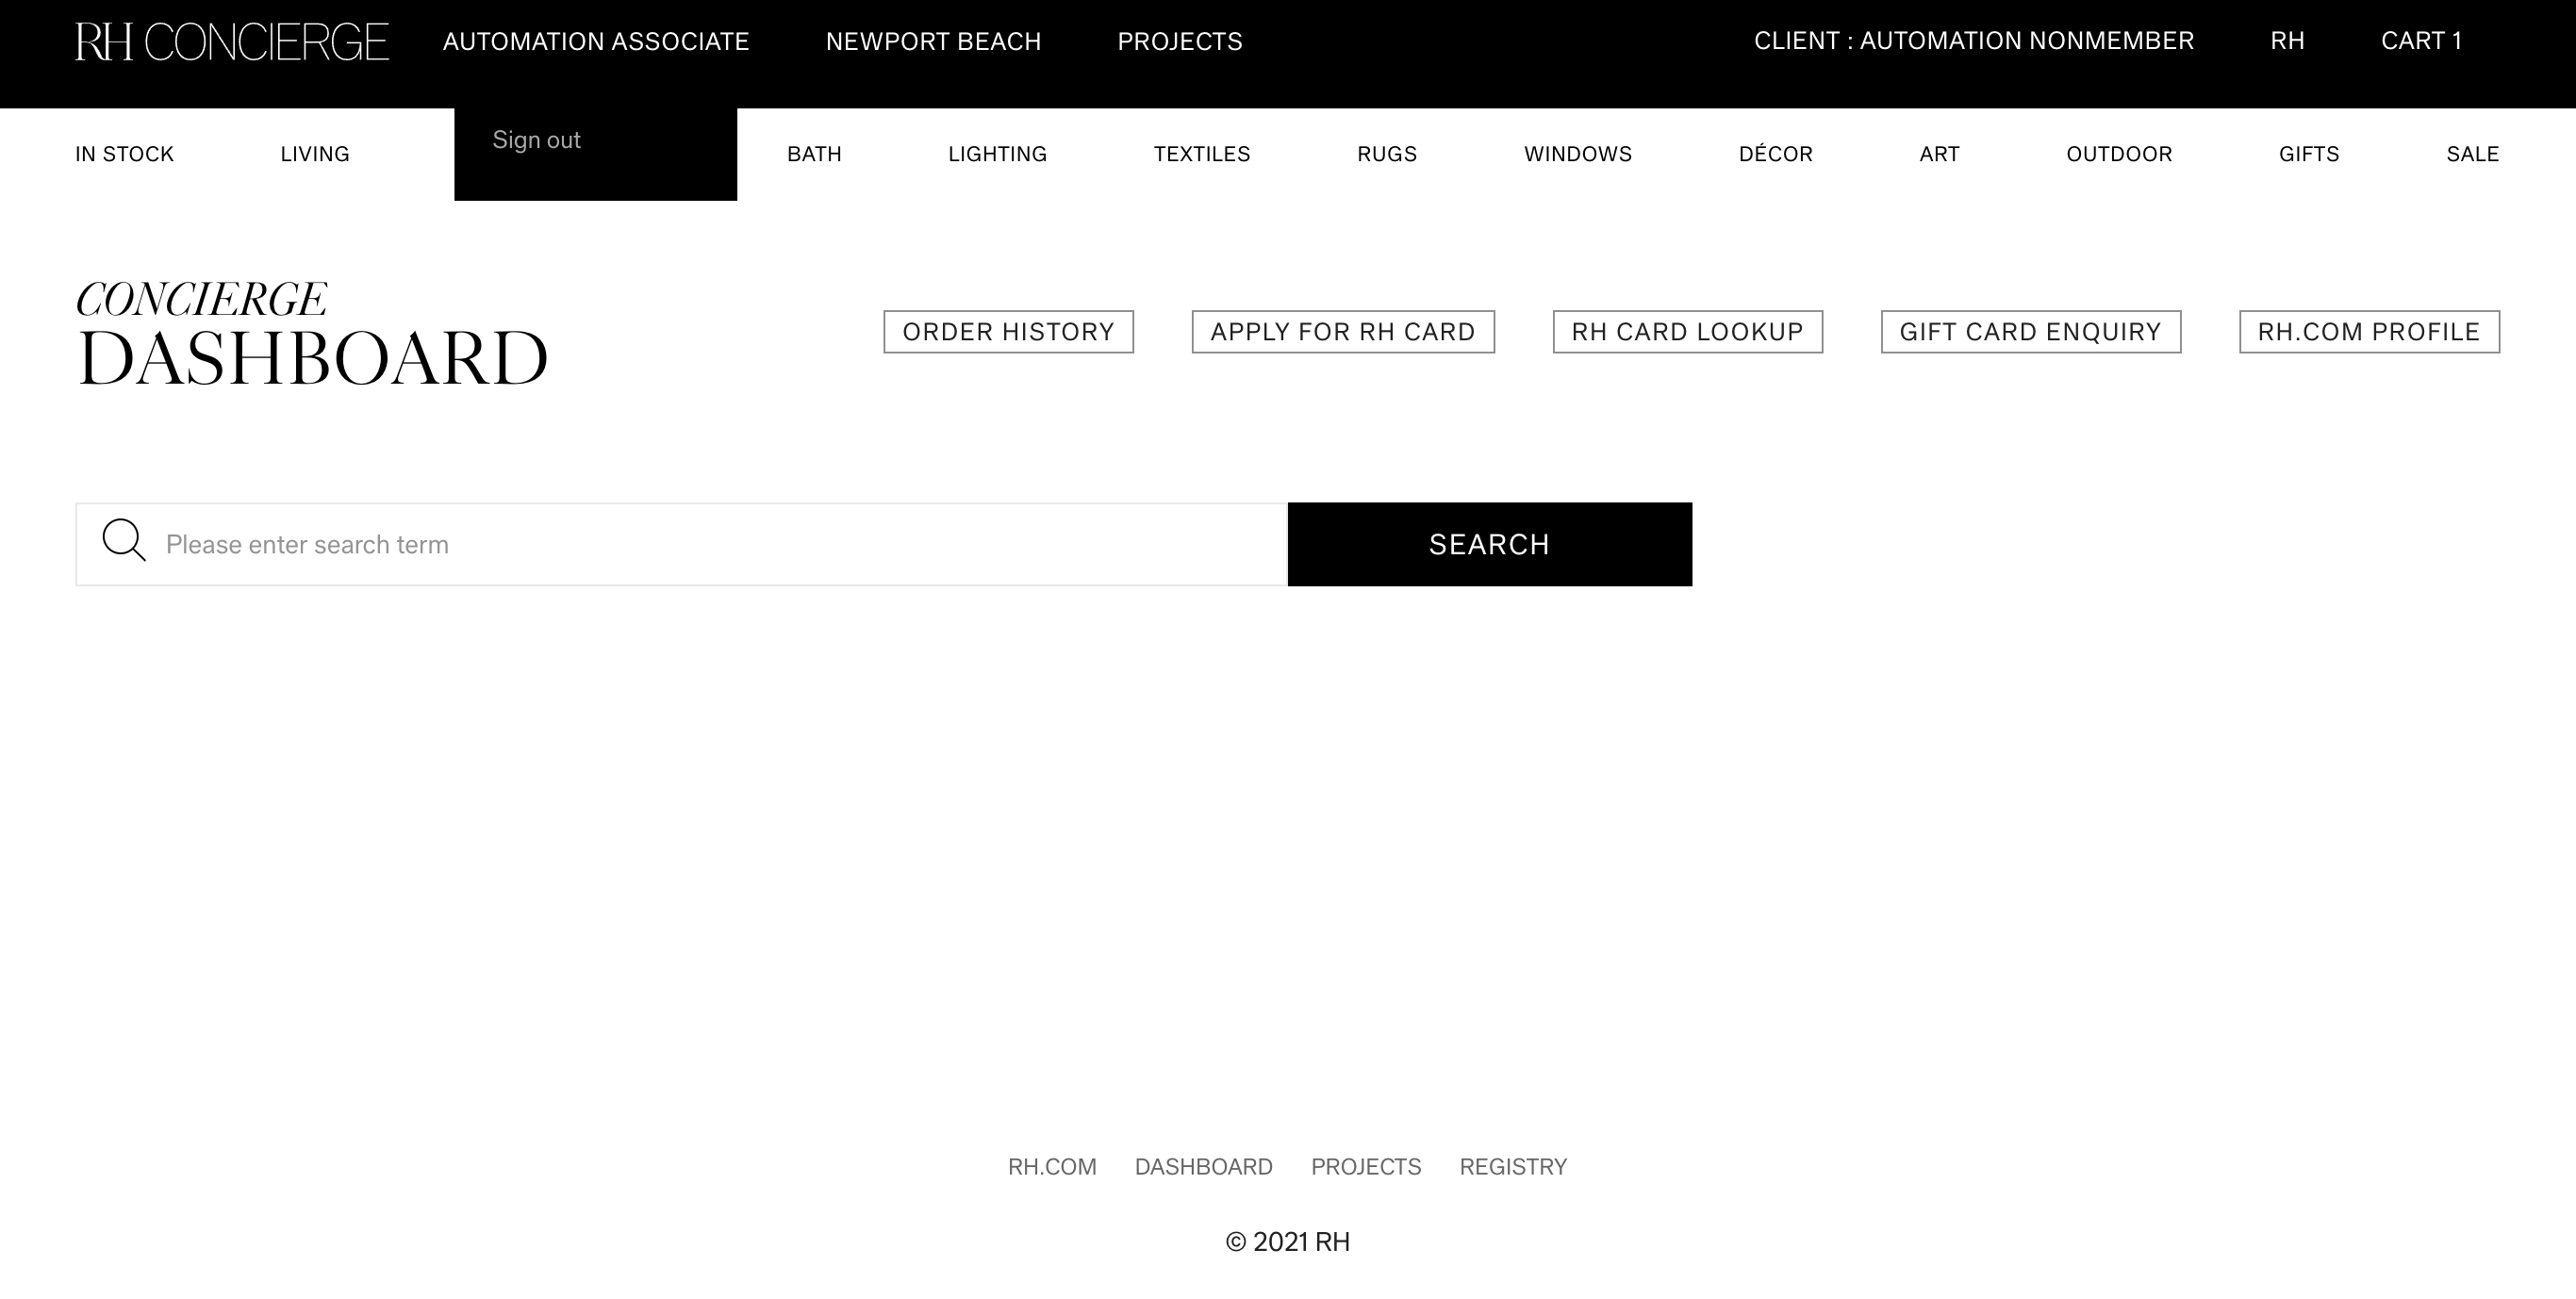 RH CONCIERGE AUTOMATION ASSOCIATE NEWPORT BEACH PROJECTS CLIENT : AUTOMATION NONMEMBER RH CART 1
Sign out
IN STOCK LIVING BATH LIGHTING TEXTILES RUGS WINDOWS DÉCOR ART OUTDOOR GIFTS SALE
CONCIERGE
DASHBOARD
ORDER HISTORY APPLY FOR RH CARD RH CARD LOOKUP GIFT CARD ENQUIRY RH.COM PROFILE
Please enter search term SEARCH
RH.COM DASHBOARD PROJECTS REGISTRY
© 2021 RH